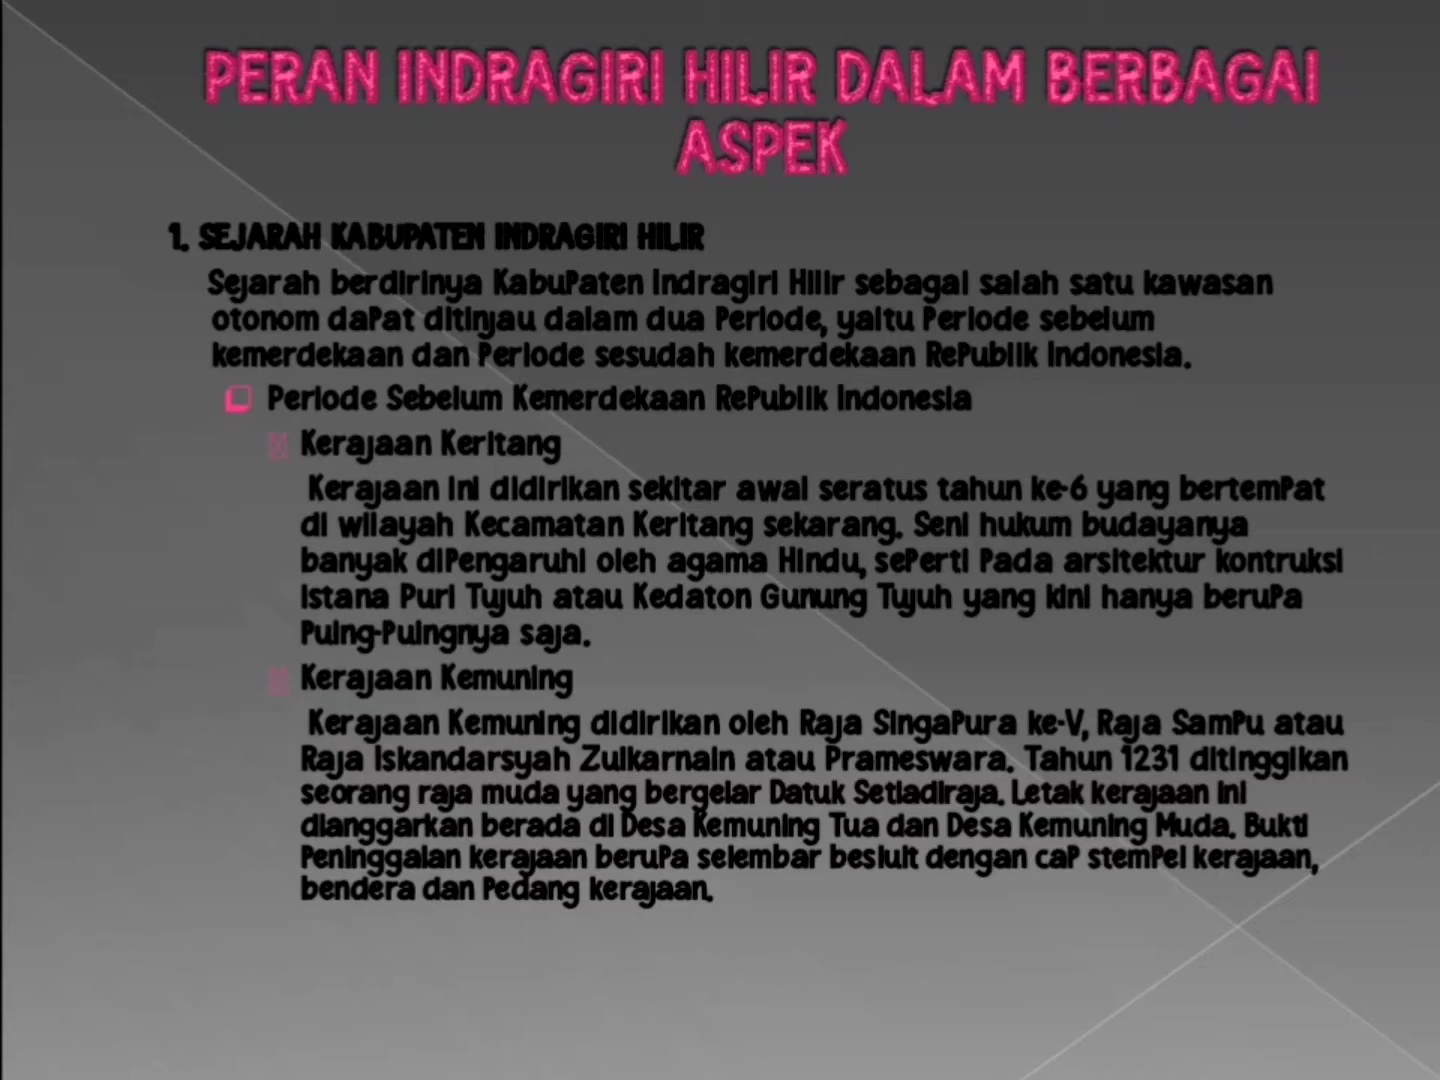 PERAN INDRAGIRI HILIR DALAM BERBAGAI
ASPEK
1. SEJARAH KABUPATEN INDRAGIRI HILIR
Sejarah berdirinya Kabupaten Indragiri Hilir sebagai salah satu kawasan
otonom dapat ditinjau dalam dua periode, yaitu periode sebelum
kemerdekaan dan periode sesudah kemerdekaan Republik Indonesia.
Periode Sebelum Kemerdekaan Republik Indonesia
Kerajaan Keritang
Kerajaan ini didirikan sekitar awal seratus tahun ke-6 yang bertempat
di wilayah Kecamatan Keritang sekarang. Seni hukum budayanya
banyak dipengaruhi oleh agama Hindu, seperti pada arsitektur kontruksi
Istana Puri Tujuh atau Kedaton Gunung Tujuh yang kini hanya berupa
puing-puingnya saja.
Kerajaan Kemuning
Kerajaan Kemuning didirikan oleh Raja Singapura ke-V, Raja Sampu atau
Raja Iskandarsyah Zulkarnain atau Prameswara. Tahun 1231 ditinggikan
seorang raja muda yang bergelar Datuk Setiadiraja. Letak kerajaan ini
dianggarkan berada di Desa Kemuning Tua dan Desa Kemuning Muda. Bukti
peninggalan kerajaan berupa selembar besluit dengan cap stempel kerajaan,
bendera dan pedang kerajaan.